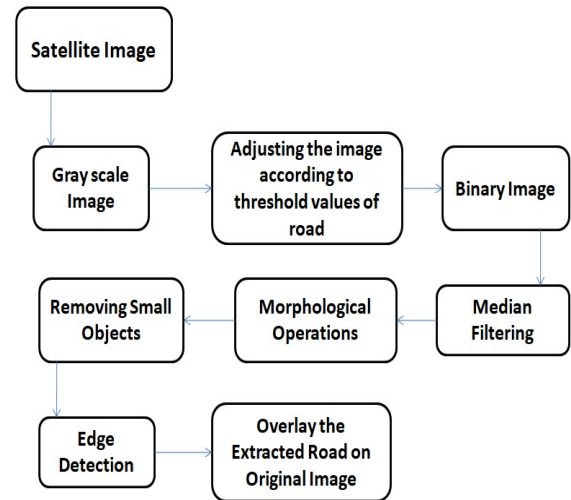 Satellite Image
Gray scale
Image
Adjusting the image
according to
threshold values of
road
Binary Image
Median
Filtering
Morphological
Operations
Removing Small
Objects
Edge
Detection
Overlay the
Extracted Road on
Original Image